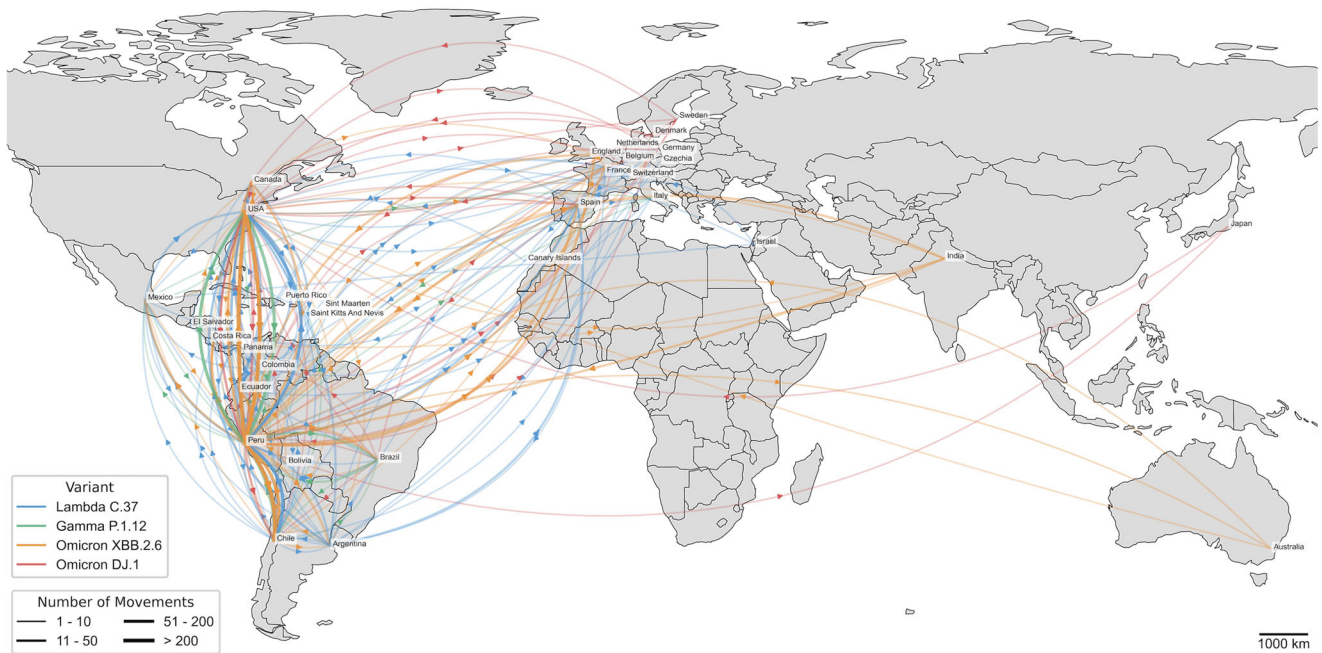 Sweden
Denmark
Netherlands
Germany
England
Belgium
Czechia
France
Switzerland
Canada
Italy
Spain
USA
Japan
Israel
Canary Islands
India
Mexico
Puerto Rico
Sint Maarten
Saint Kitts And Nevis
El Salvador
Costa Rica
Panama
Colombia
Ecuador
Peru
Bolivia
Brazil
Chile
Argentina
Australia
Variant
Lambda C.37
Gamma P.1.12
Omicron XBB.2.6
Omicron DJ.1
Number of Movements
1 - 10
51 - 200
11 - 50
> 200
1000 km